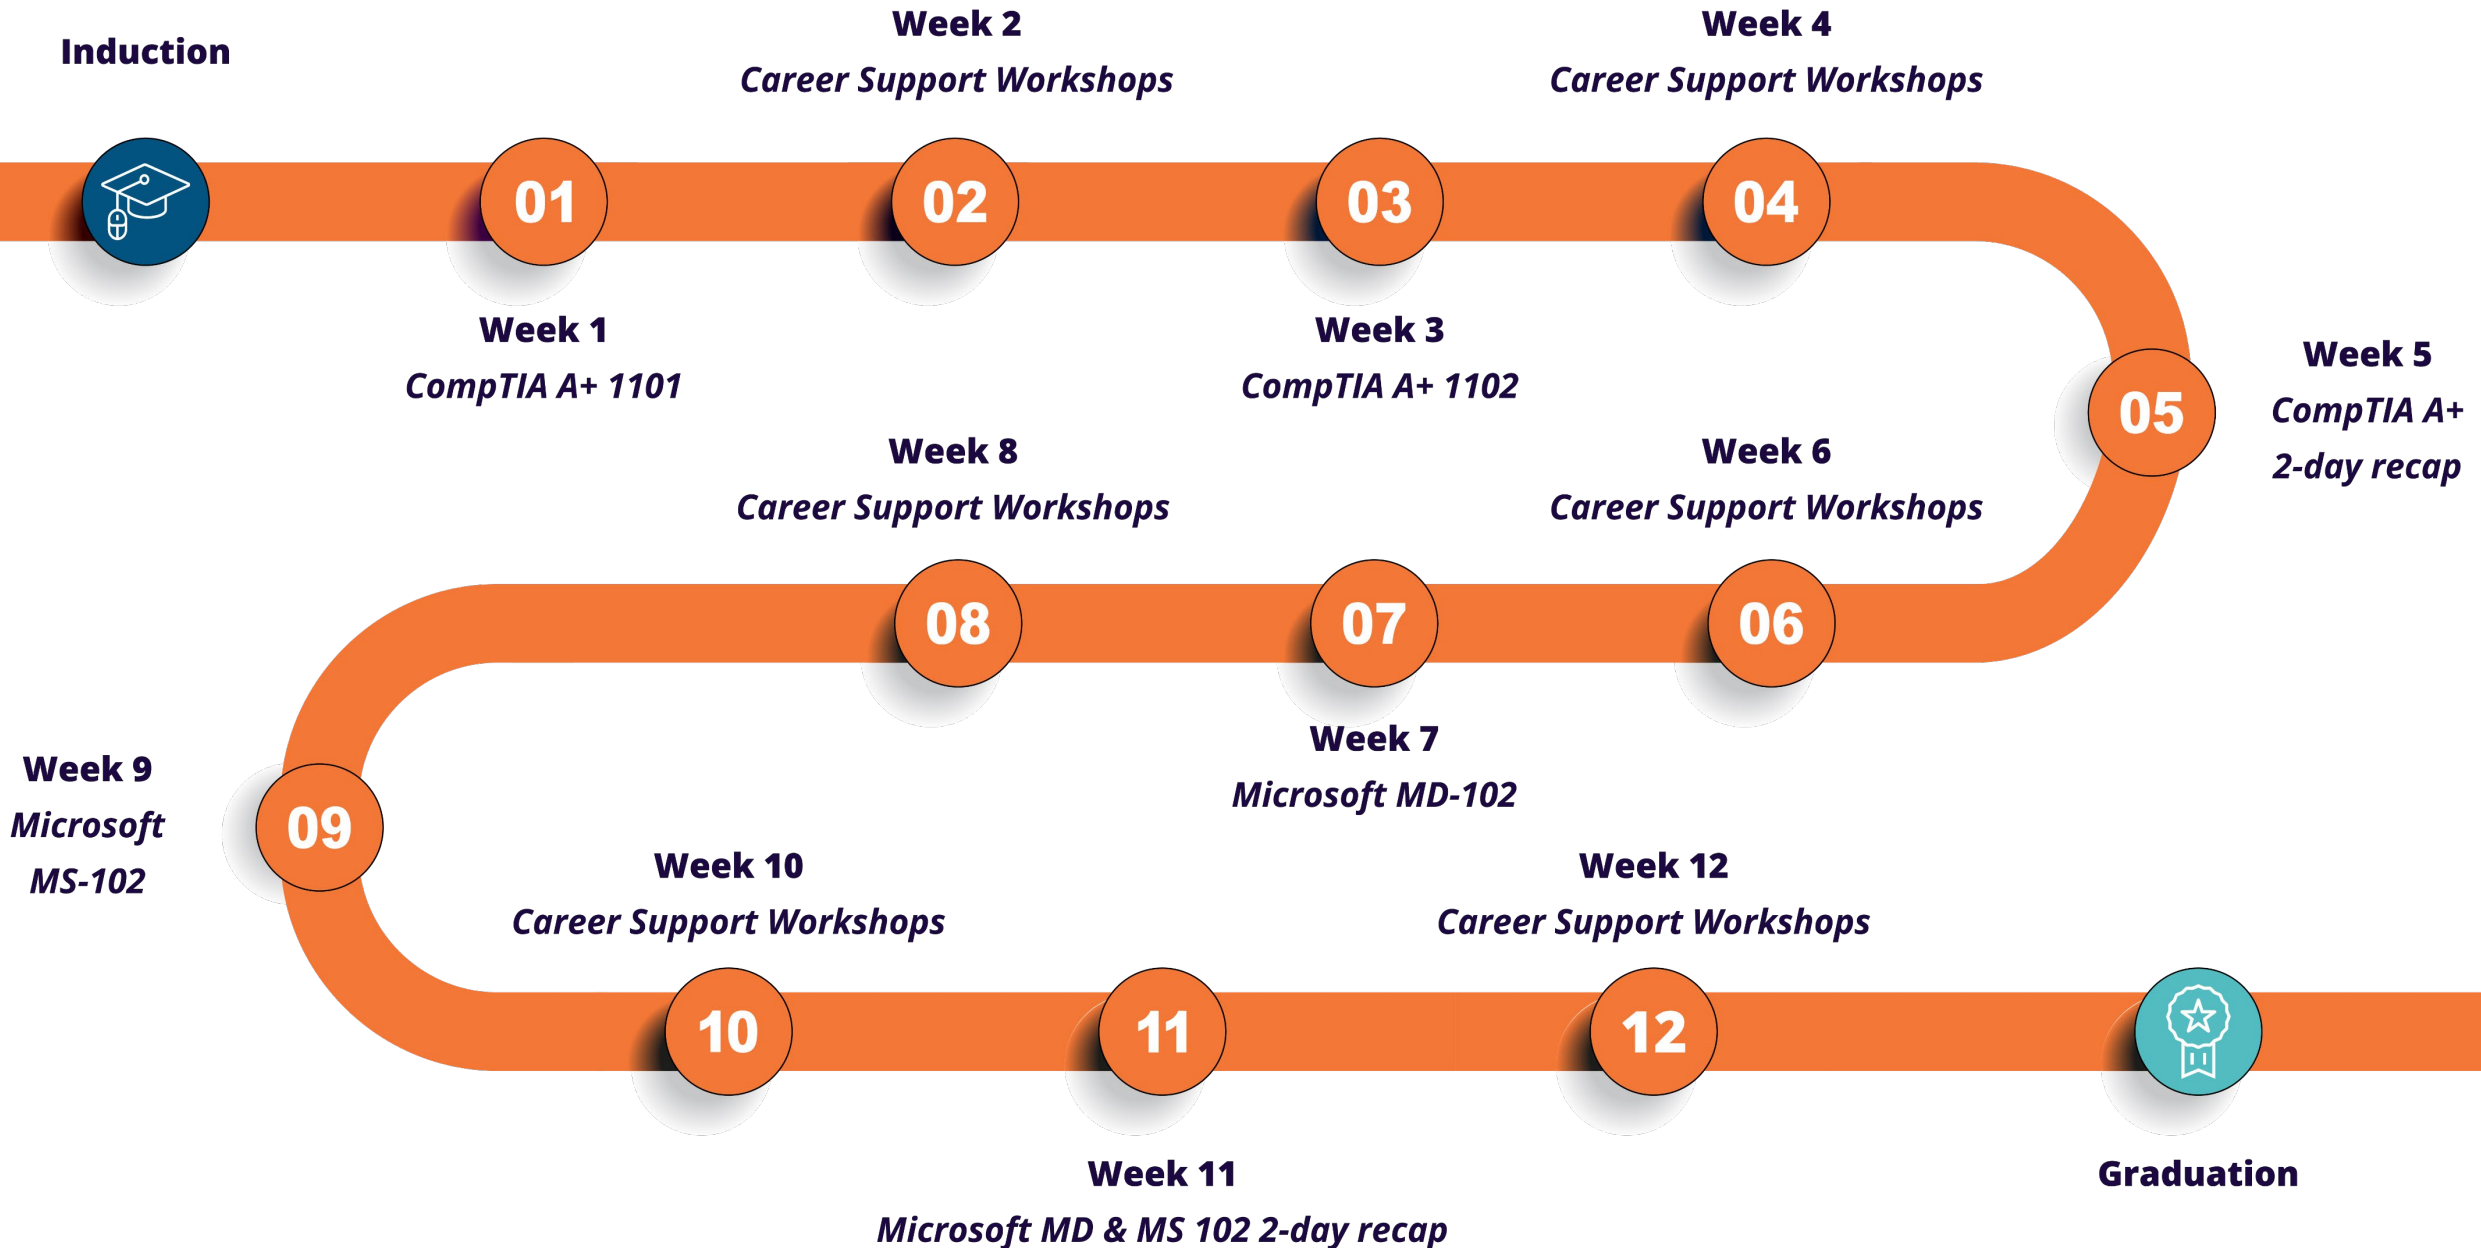 Induction
01
Week 1
CompTIA A+ 1101
Week 2
Career Support Workshops
02
03
Week 3
CompTIA A+ 1102
Week 4
Career Support Workshops
04
05
Week 5
CompTIA A+
2-day recap
Week 6
Career Support Workshops
06
07
Week 7
Microsoft MD-102
Week 8
Career Support Workshops
08
Week 9
Microsoft
MS-102
09
Week 10
Career Support Workshops
10
11
Week 11
Microsoft MD & MS 102 2-day recap
Week 12
Career Support Workshops
12
Graduation